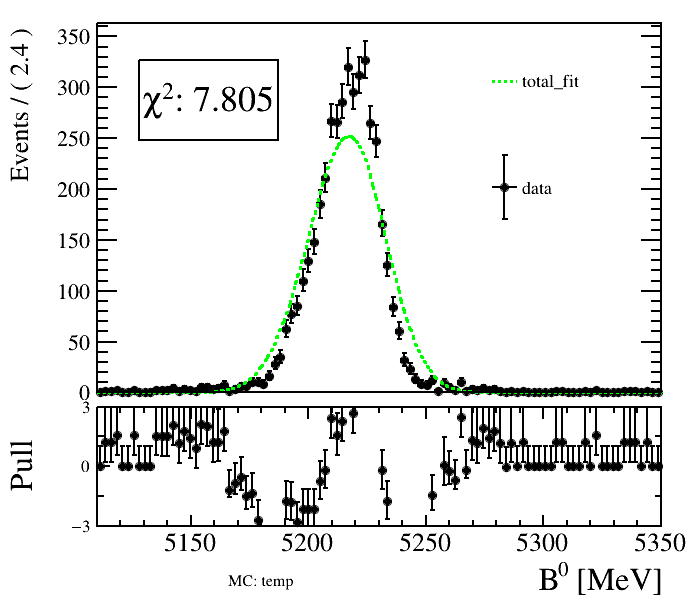 Events / ( 2.4 )
350
300
250
200
150
100
50
0
χ²: 7.805
total_fit
data
Pull
3
0
−3
5150
5200
5250
5300
5350
MC: temp
B⁰ [MeV]